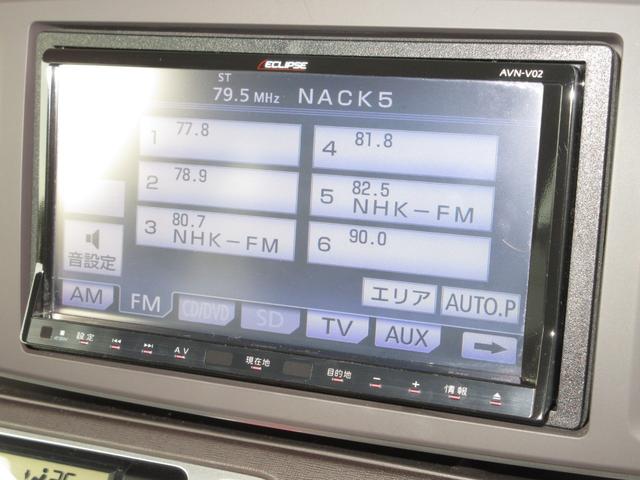 ECLIPSE
AVN-V02
ST
79.5 MHz NACK5
1 77.8
2 78.9
3 80.7 NHK-FM
4 81.8
5 82.5 NHK-FM
6 90.0
音設定
エリア AUTO.P
AM FM CD/DVD SD TV AUX
設定 AV 現在地 目的地 − + 情報